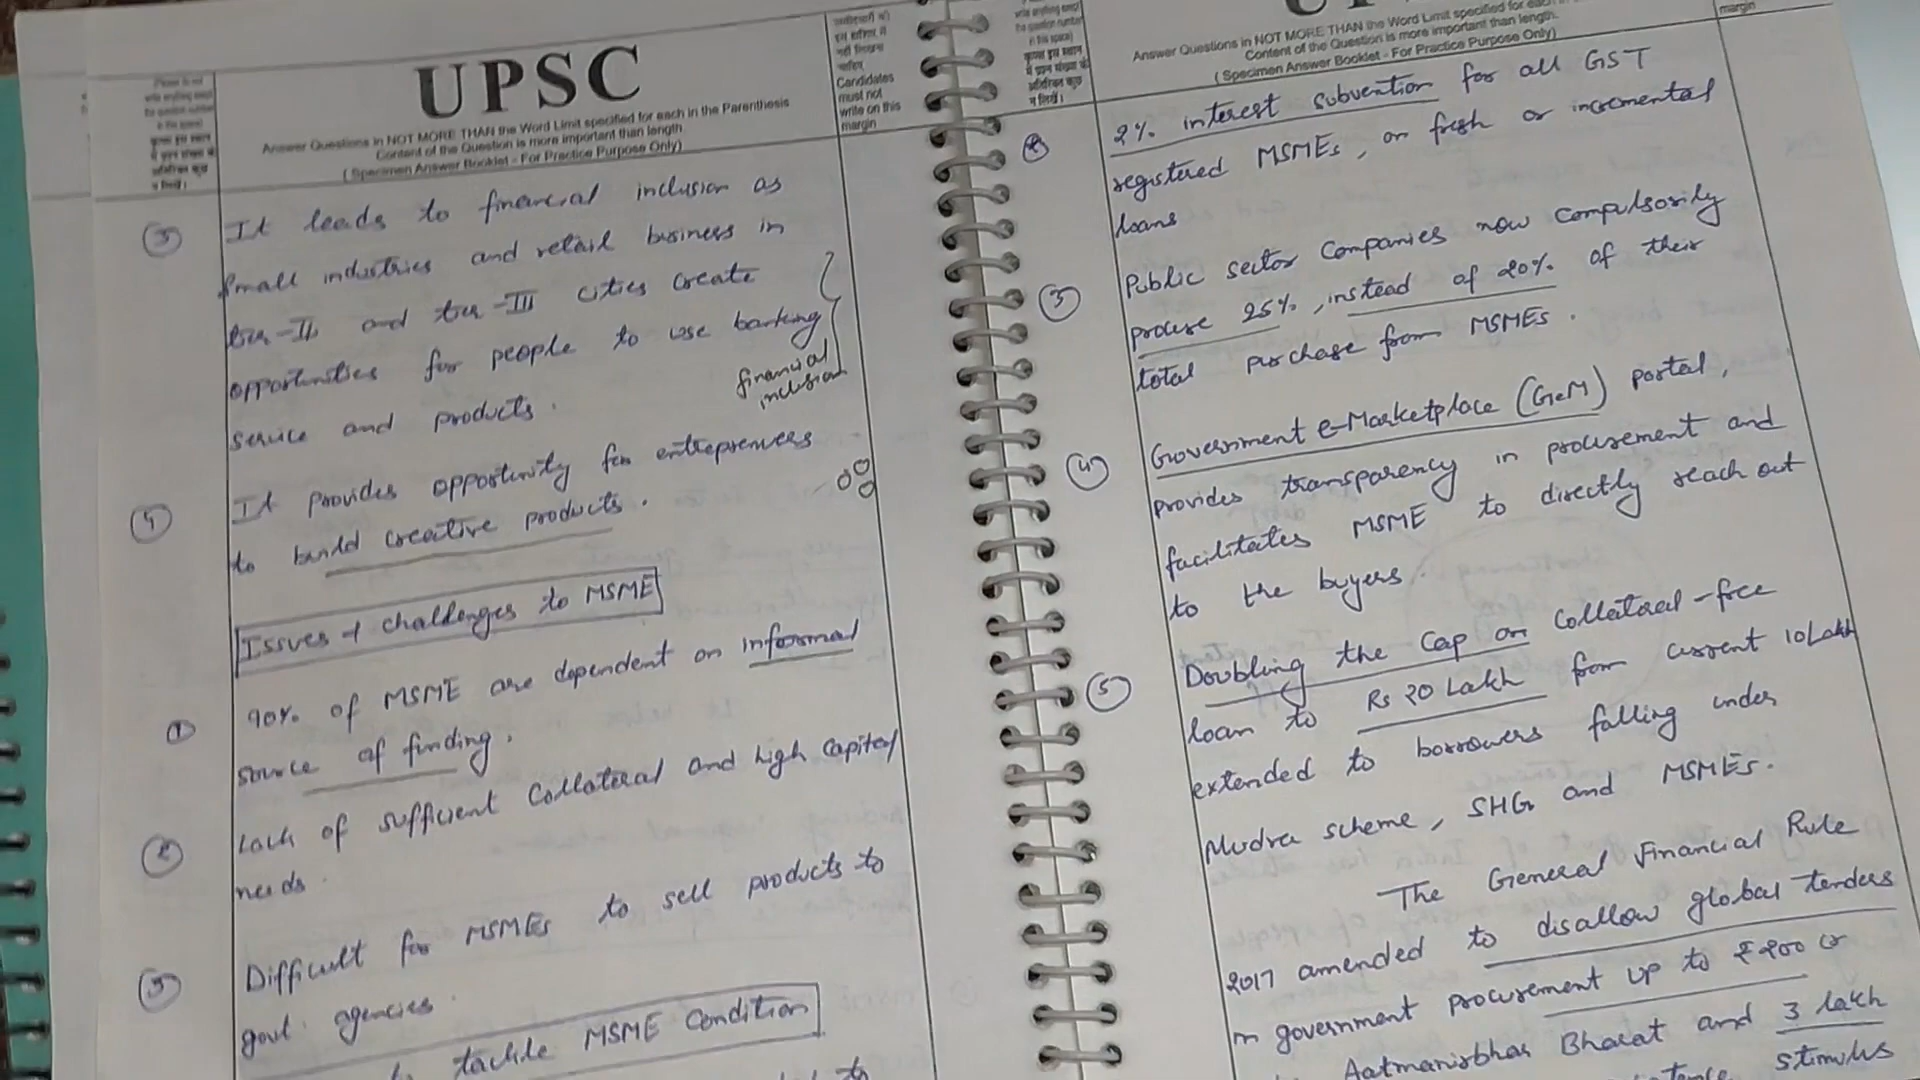 UPSC
Answer Questions in NOT MORE THAN the Word Limit specified for each in the Parenthesis
Content of the Question is more important than length
( Specimen Answer Booklet - For Practice Purpose Only)
Candidates
must not
write on this
margin
③ It leads to financial inclusion as
small industries and retail business in
tier-II and tier-III cities create
opportunities for people to use banking
service and products.
financial
inclusion
④ It provides opportunity for entrepreneurs
to build creative products.
Issues & challenges to MSME
① 90% of MSME are dependent on informal
source of funding.
② Lack of sufficient collateral and high capital
needs.
③ Difficult for MSMEs to sell products to
govt. agencies.
tackle MSME Condition
to
Answer Questions in NOT MORE THAN the Word Limit specified for each
Content of the Question is more important than length.
( Specimen Answer Booklet - For Practice Purpose Only)
margin
② 2% interest subvention for all GST
registered MSMEs, on fresh or incremental
loans
③ Public sector companies now compulsorily
procure 25%, instead of 20% of their
total purchase from MSMEs.
④ Government e-Marketplace (GeM) portal,
provides transparency in procurement and
facilitates MSME to directly reach out
to the buyers.
⑤ Doubling the cap on collateral-free
loan to Rs 20 Lakh from current 10 Lakh
extended to borrowers falling under
Mudra scheme, SHG and MSMEs.
The General Financial Rule
2017 amended to disallow global tenders
in government procurement up to ₹200 cr
Aatmanirbhar Bharat and 3 lakh
stimulus